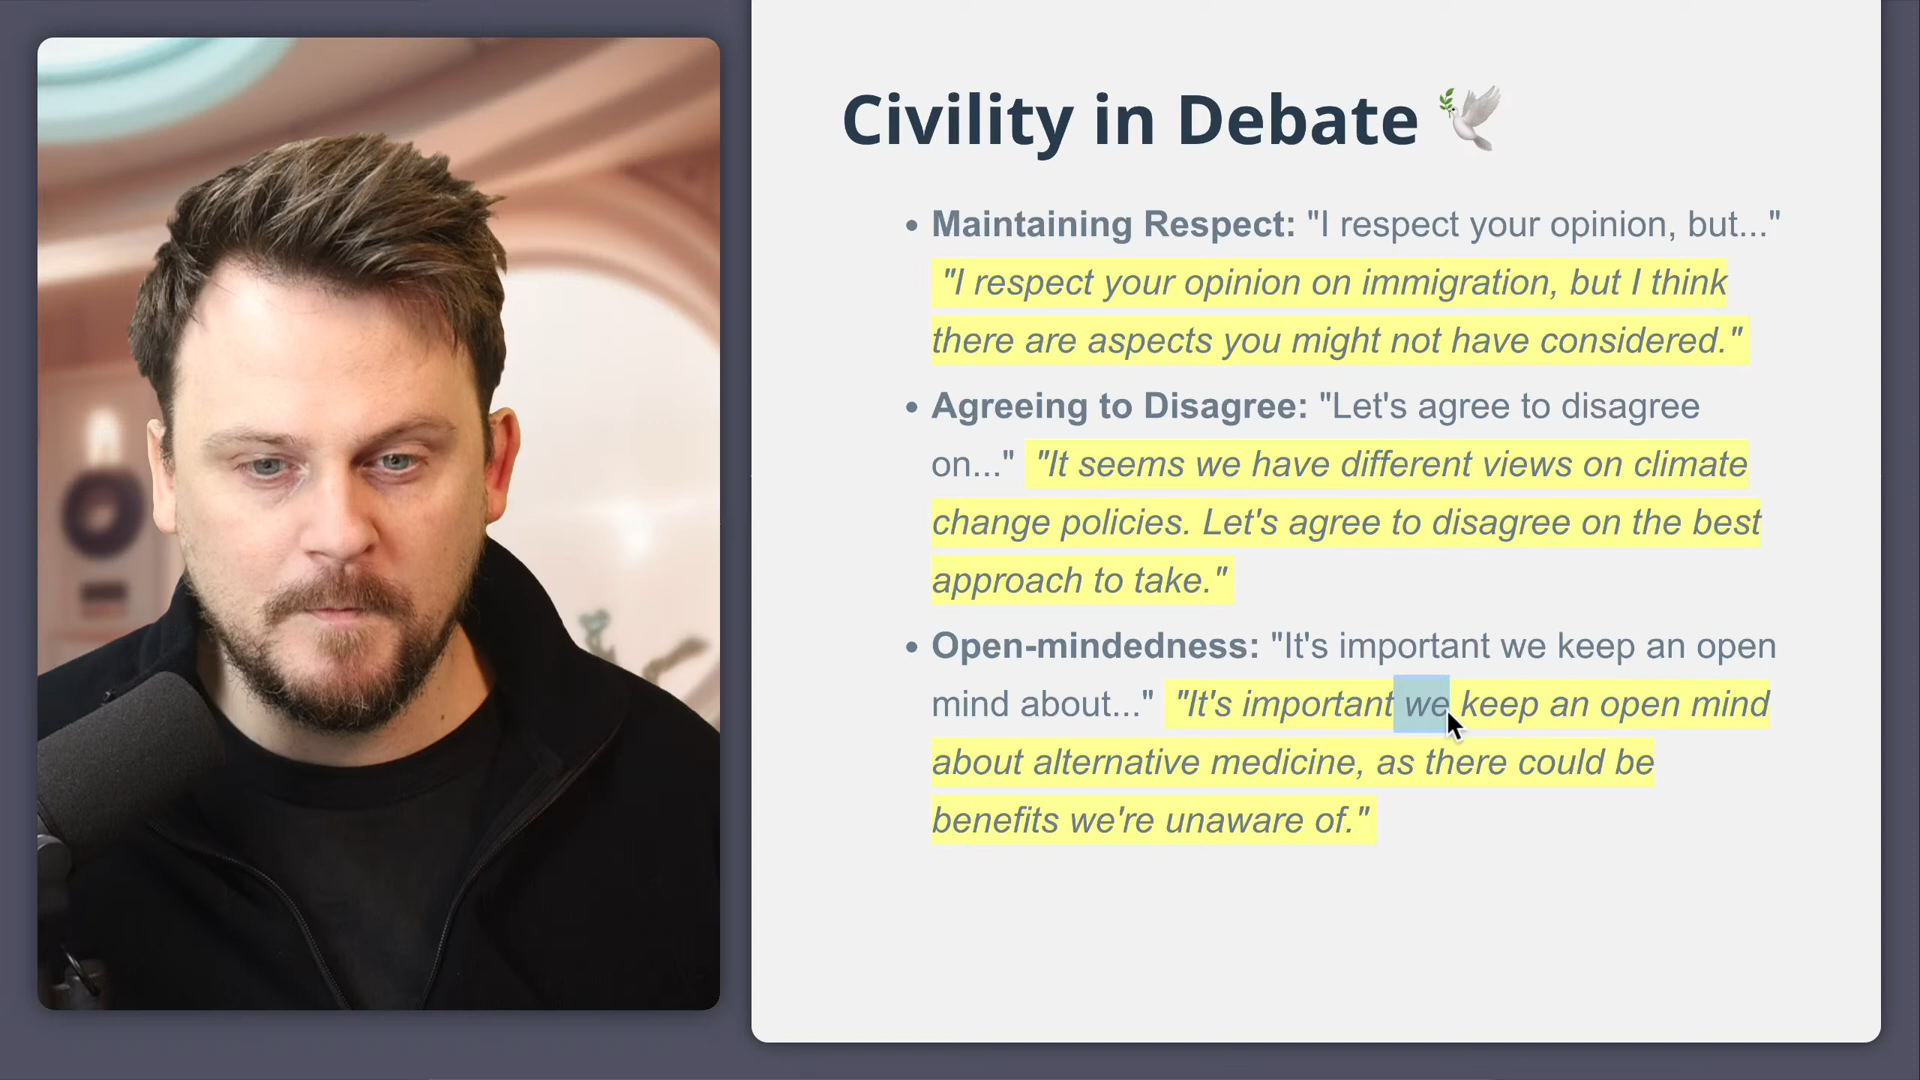 Civility in Debate 🕊️
• Maintaining Respect: "I respect your opinion, but..."
"I respect your opinion on immigration, but I think
there are aspects you might not have considered."
• Agreeing to Disagree: "Let's agree to disagree
on..." "It seems we have different views on climate
change policies. Let's agree to disagree on the best
approach to take."
• Open-mindedness: "It's important we keep an open
mind about..." "It's important we keep an open mind
about alternative medicine, as there could be
benefits we're unaware of."